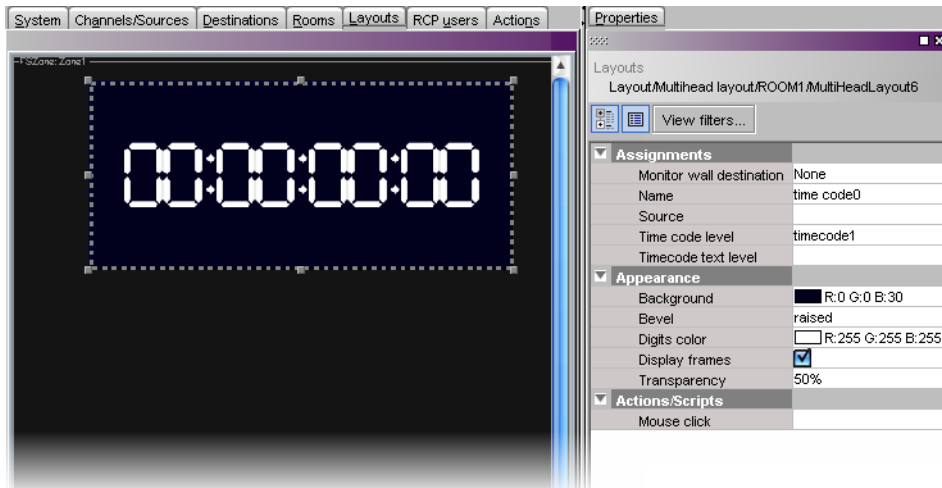 System Channels/Sources Destinations Rooms Layouts RCP users Actions
Properties
FSZone: Zone1
Layouts
Layout/Multihead layout/ROOM1/MultiHeadLayout6
View filters...
00:00:00:00
Assignments
Monitor wall destination None
Name time code0
Source
Time code level timecode1
Timecode text level
Appearance
Background R:0 G:0 B:30
Bevel raised
Digits color R:255 G:255 B:255
Display frames
Transparency 50%
Actions/Scripts
Mouse click